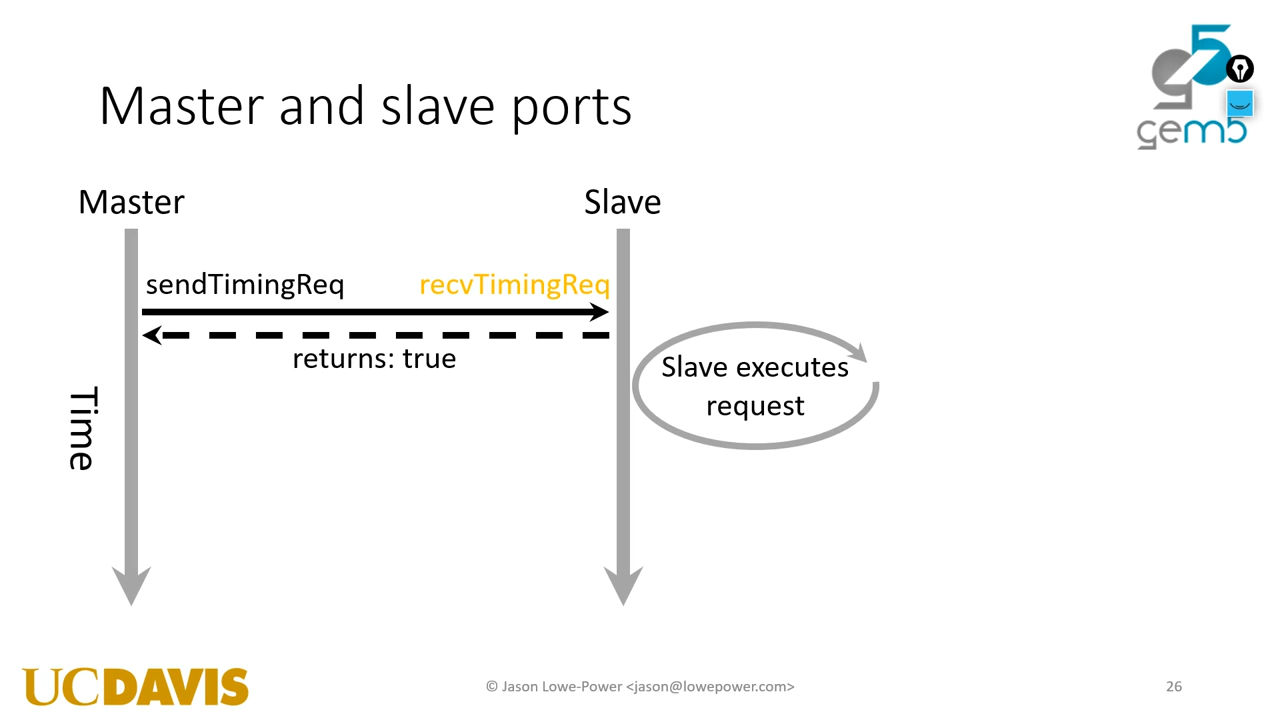 Master and slave ports
gem5
Master
Slave
sendTimingReq
recvTimingReq
returns: true
Slave executes
request
Time
UCDAVIS
© Jason Lowe-Power <jason@lowepower.com>
26